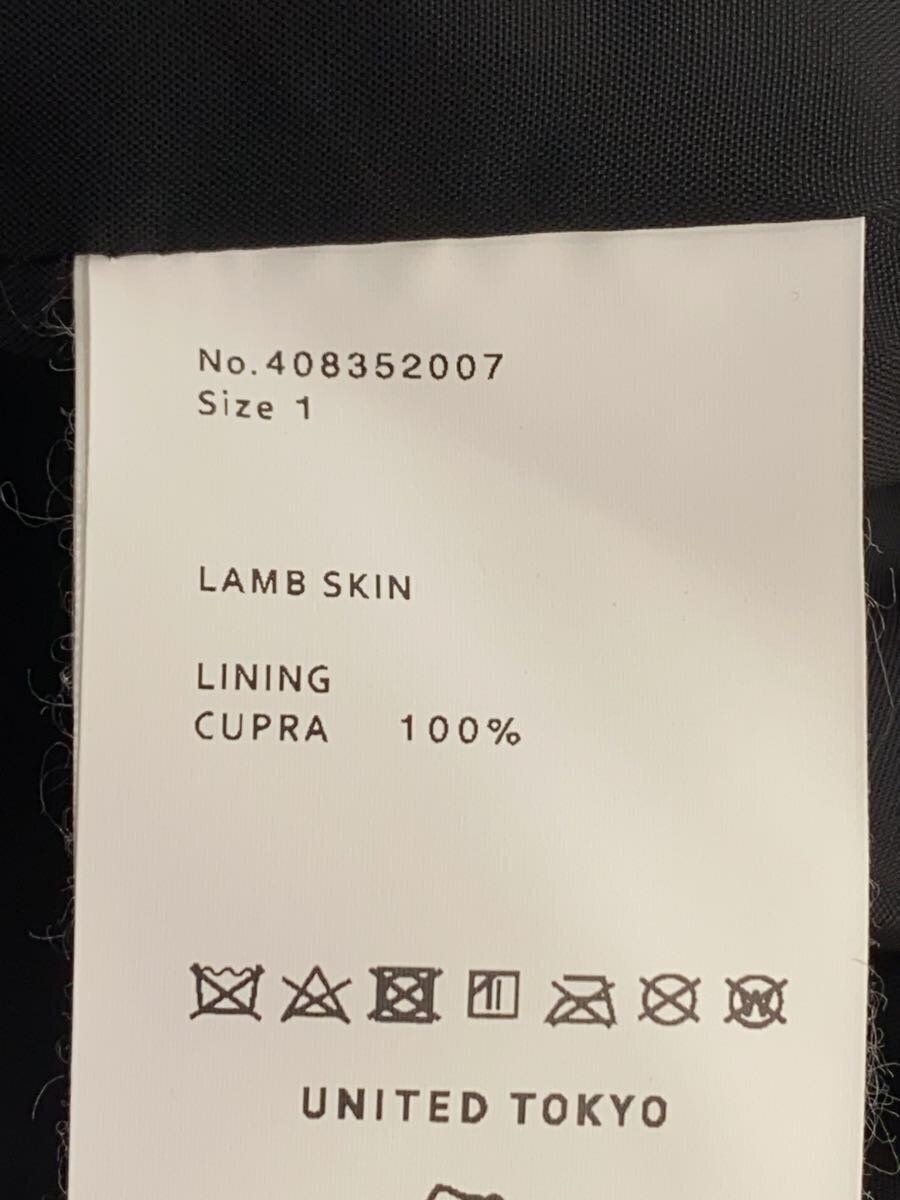 No.408352007
Size 1
LAMB SKIN
LINING
CUPRA 100%
W
UNITED TOKYO